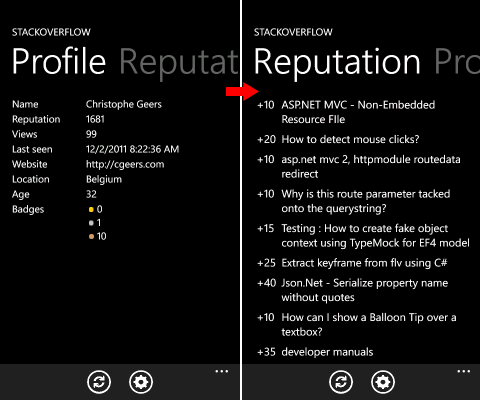 STACKOVERFLOW
Profile Reputat
Name Christophe Geers
Reputation 1681
Views 99
Last seen 12/2/2011 8:22:36 AM
Website http://cgeers.com
Location Belgium
Age 32
Badges 0
1
10
STACKOVERFLOW
Reputation Pro
+10 ASP.NET MVC - Non-Embedded
Resource FIle
+20 How to detect mouse clicks?
+10 asp.net mvc 2, httpmodule routedata
redirect
+10 Why is this route parameter tacked
onto the querystring?
+15 Testing : How to create fake object
context using TypeMock for EF4 model
+25 Extract keyframe from flv using C#
+40 Json.Net - Serialize property name
without quotes
+10 How can I show a Balloon Tip over a
textbox?
+35 developer manuals